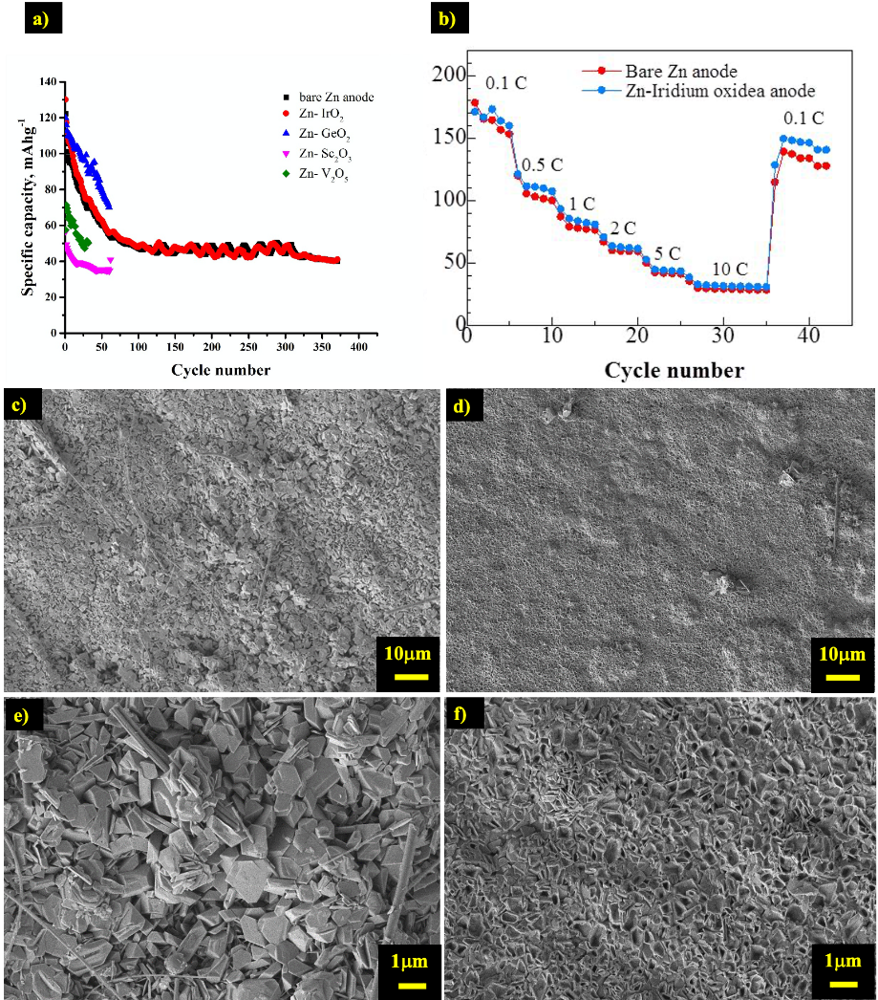 a)
140
120
100
80
60
40
20
0
Specific capacity, mAhg-1
0 50 100 150 200 250 300 350 400
Cycle number
bare Zn anode
Zn- IrO2
Zn- GeO2
Zn- Sc2O3
Zn- V2O5
b)
200
150
100
50
0
0 10 20 30 40
Cycle number
Bare Zn anode
Zn-Iridium oxidea anode
0.1 C
0.5 C
1 C
2 C
5 C
10 C
0.1 C
c)
10μm
d)
10μm
e)
1μm
f)
1μm